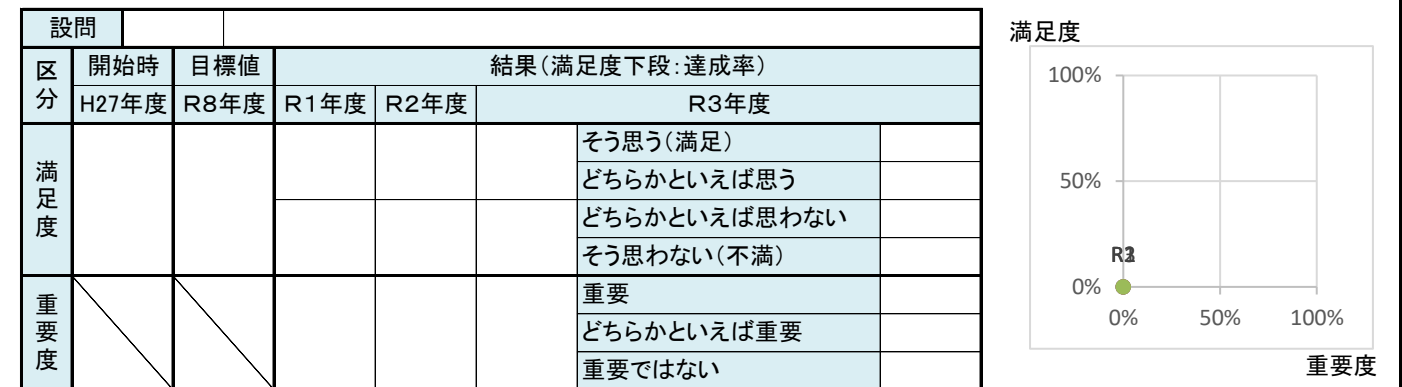 設問
区分
開始時
目標値
結果(満足度下段:達成率)
H27年度
R8年度
R1年度
R2年度
R3年度
満足度
そう思う(満足)
どちらかといえば思う
どちらかといえば思わない
そう思わない(不満)
重要度
重要
どちらかといえば重要
重要ではない
満足度
100%
50%
0%
0%
50%
100%
重要度